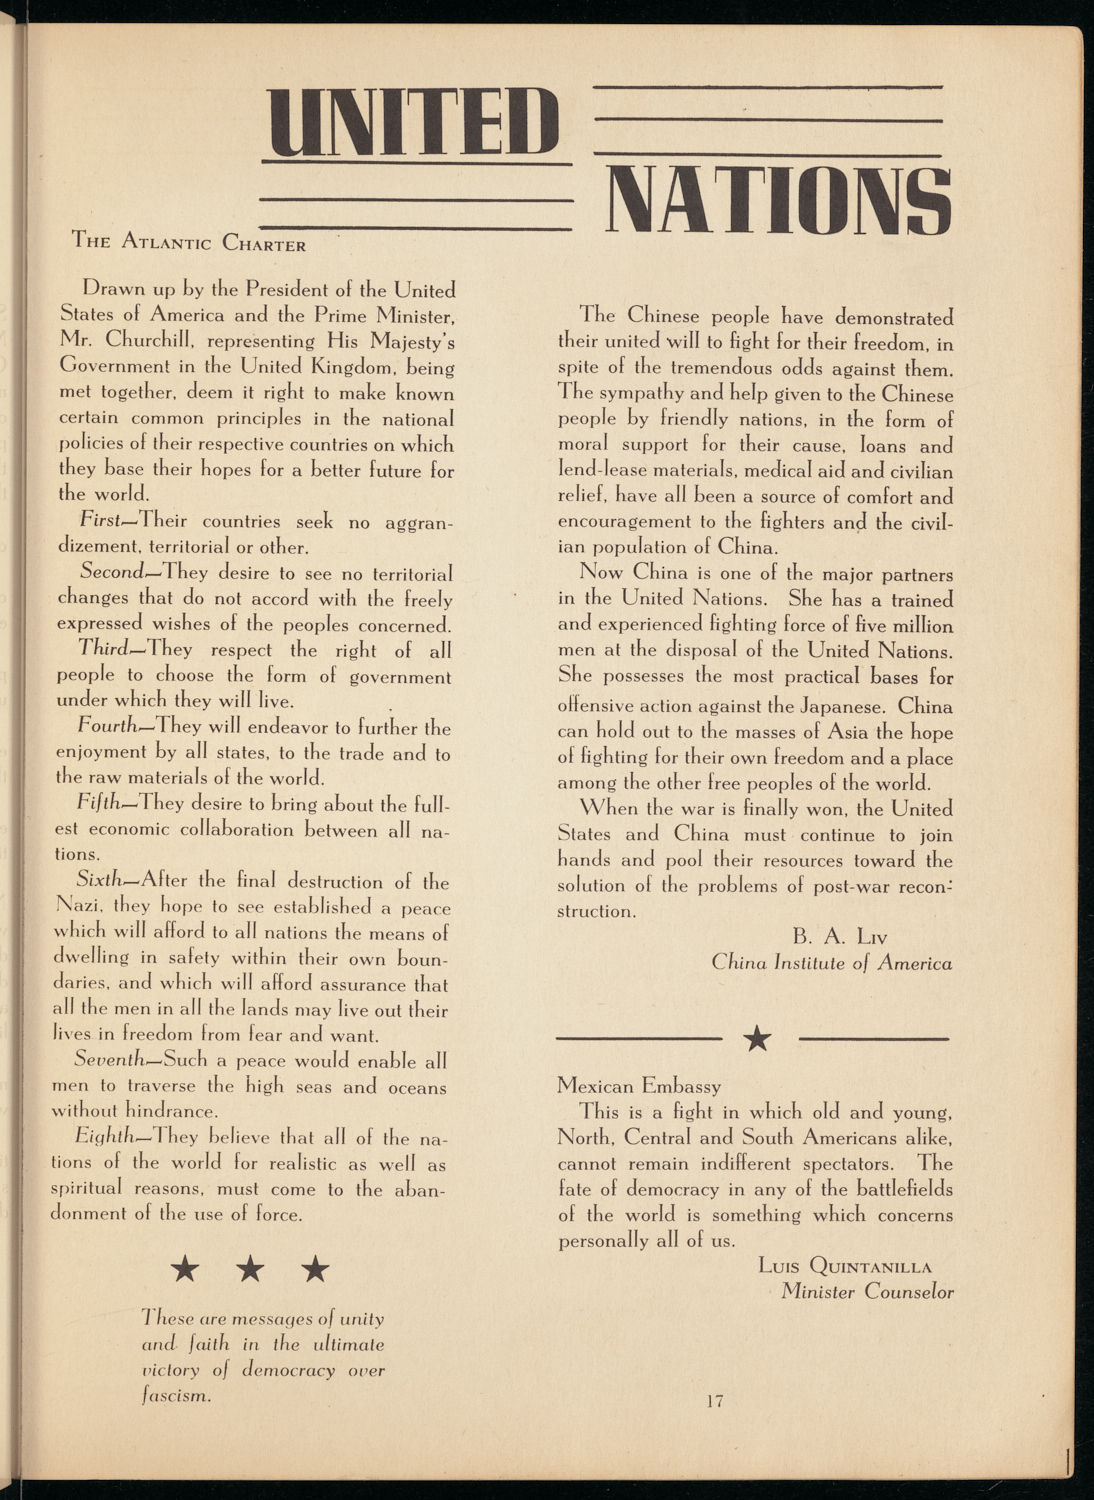 UNITED
NATIONS
The Atlantic Charter
Drawn up by the President of the United
States of America and the Prime Minister,
Mr. Churchill, representing His Majesty's
Government in the United Kingdom, being
met together, deem it right to make known
certain common principles in the national
policies of their respective countries on which
they base their hopes for a better future for
the world.
First—Their countries seek no aggran-
dizement, territorial or other.
Second—They desire to see no territorial
changes that do not accord with the freely
expressed wishes of the peoples concerned.
Third—They respect the right of all
people to choose the form of government
under which they will live.
Fourth—They will endeavor to further the
enjoyment by all states, to the trade and to
the raw materials of the world.
Fifth—They desire to bring about the full-
est economic collaboration between all na-
tions.
Sixth—After the final destruction of the
Nazi, they hope to see established a peace
which will afford to all nations the means of
dwelling in safety within their own boun-
daries, and which will afford assurance that
all the men in all the lands may live out their
lives in freedom from fear and want.
Seventh—Such a peace would enable all
men to traverse the high seas and oceans
without hindrance.
Eighth—They believe that all of the na-
tions of the world for realistic as well as
spiritual reasons, must come to the aban-
donment of the use of force.
★ ★ ★
These are messages of unity
and faith in the ultimate
victory of democracy over
fascism.
The Chinese people have demonstrated
their united will to fight for their freedom, in
spite of the tremendous odds against them.
The sympathy and help given to the Chinese
people by friendly nations, in the form of
moral support for their cause, loans and
lend-lease materials, medical aid and civilian
relief, have all been a source of comfort and
encouragement to the fighters and the civil-
ian population of China.
Now China is one of the major partners
in the United Nations. She has a trained
and experienced fighting force of five million
men at the disposal of the United Nations.
She possesses the most practical bases for
offensive action against the Japanese. China
can hold out to the masses of Asia the hope
of fighting for their own freedom and a place
among the other free peoples of the world.
When the war is finally won, the United
States and China must continue to join
hands and pool their resources toward the
solution of the problems of post-war recon-
struction.
B. A. Liv
China Institute of America
★
Mexican Embassy
This is a fight in which old and young,
North, Central and South Americans alike,
cannot remain indifferent spectators. The
fate of democracy in any of the battlefields
of the world is something which concerns
personally all of us.
Luis Quintanilla
Minister Counselor
17